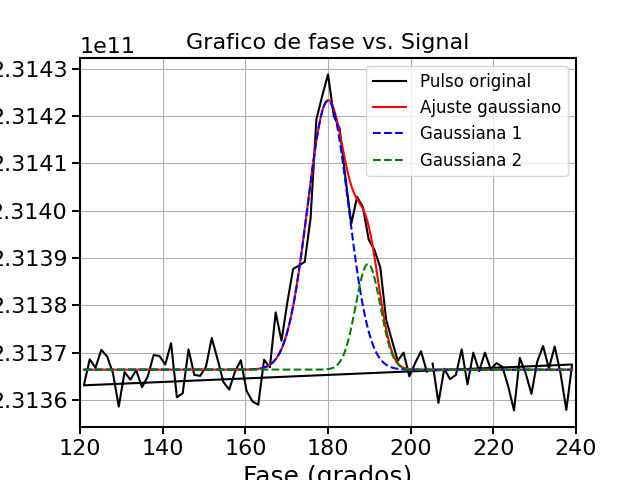 1e11
Grafico de fase vs. Signal
2.3143
2.3142
2.3141
2.3140
2.3139
2.3138
2.3137
2.3136
Pulso original
Ajuste gaussiano
Gaussiana 1
Gaussiana 2
120 140 160 180 200 220 240
Fase (grados)